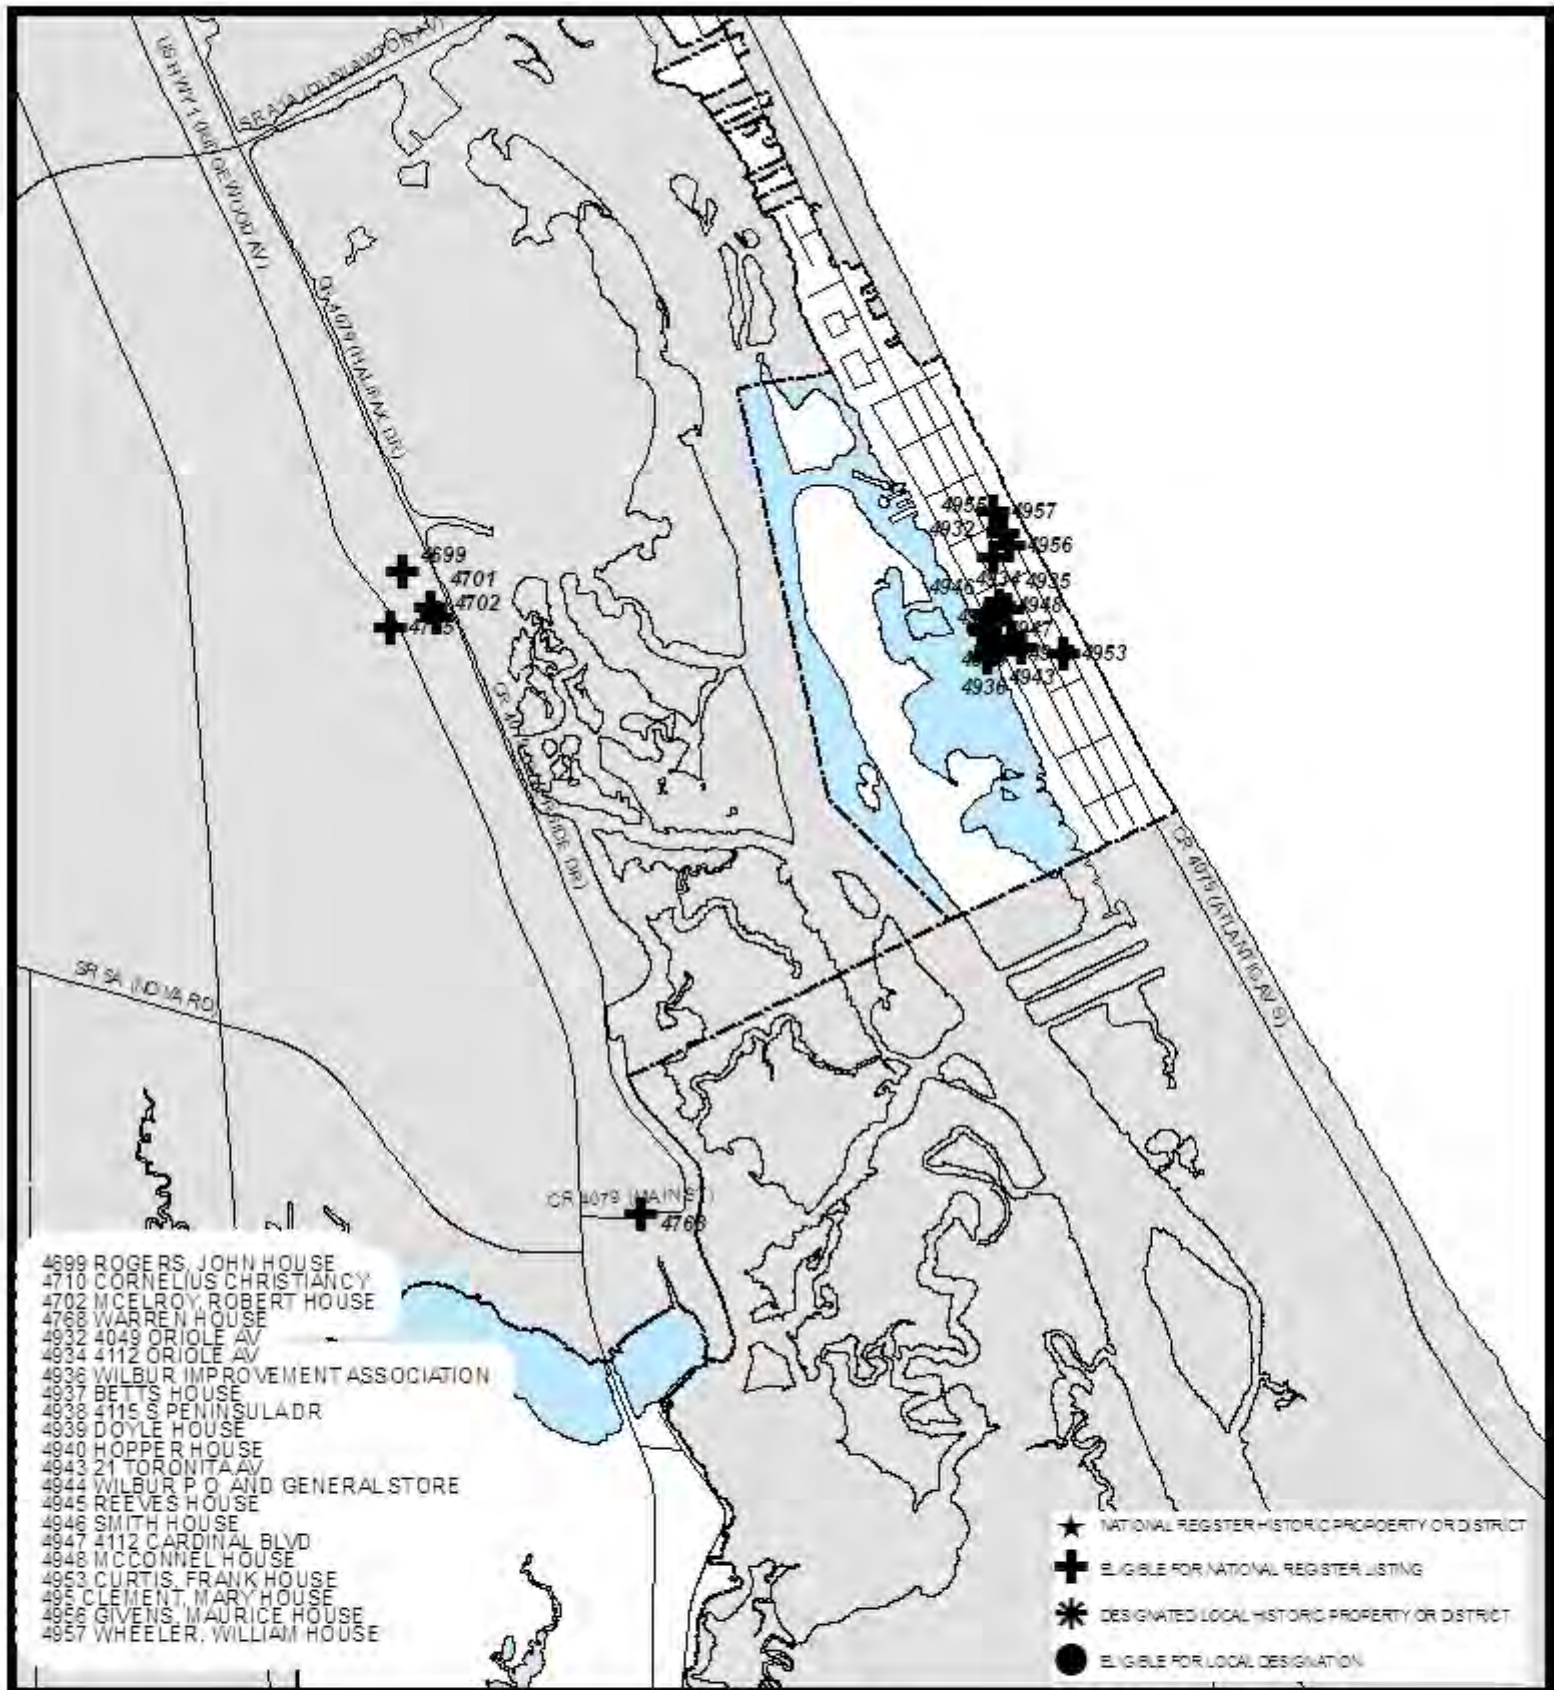 SR A1A (DUNLAWTON AV)
US HWY 1 (RIDGEWOOD AV)
CR 4079 (HALIFAX DR)
4955
4957
4932
4956
4699
4701
4946
4934
4935
4702
4948
4947
4953
4943
4936
SIDE DR)
CR 4075 (ATLANTIC AV S)
SR 5A (NOVA RD
CR 4079 (MAIN ST)
4768
4699 ROGERS, JOHN HOUSE
4710 CORNELIUS CHRISTIANCY
4702 MCELROY, ROBERT HOUSE
4768 WARREN HOUSE
4932 4049 ORIOLE AV
4934 4112 ORIOLE AV
4936 WILBUR IMPROVEMENT ASSOCIATION
4937 BETTS HOUSE
4938 4115 S PENINSULA DR
4939 DOYLE HOUSE
4940 HOPPER HOUSE
4943 21 TORONITA AV
4944 WILBUR P O AND GENERAL STORE
4945 REEVES HOUSE
4946 SMITH HOUSE
4947 4112 CARDINAL BLVD
4948 MCCONNEL HOUSE
4953 CURTIS, FRANK HOUSE
495 CLEMENT, MARY HOUSE
4956 GIVENS, MAURICE HOUSE
4957 WHEELER, WILLIAM HOUSE
NATIONAL REGISTER HISTORIC PROPOERTY OR DISTRICT
ELIGIBLE FOR NATIONAL REGISTER LISTING
DESIGNATED LOCAL HISTORIC PROPERTY OR DISTRICT
ELIGIBLE FOR LOCAL DESIGNATION